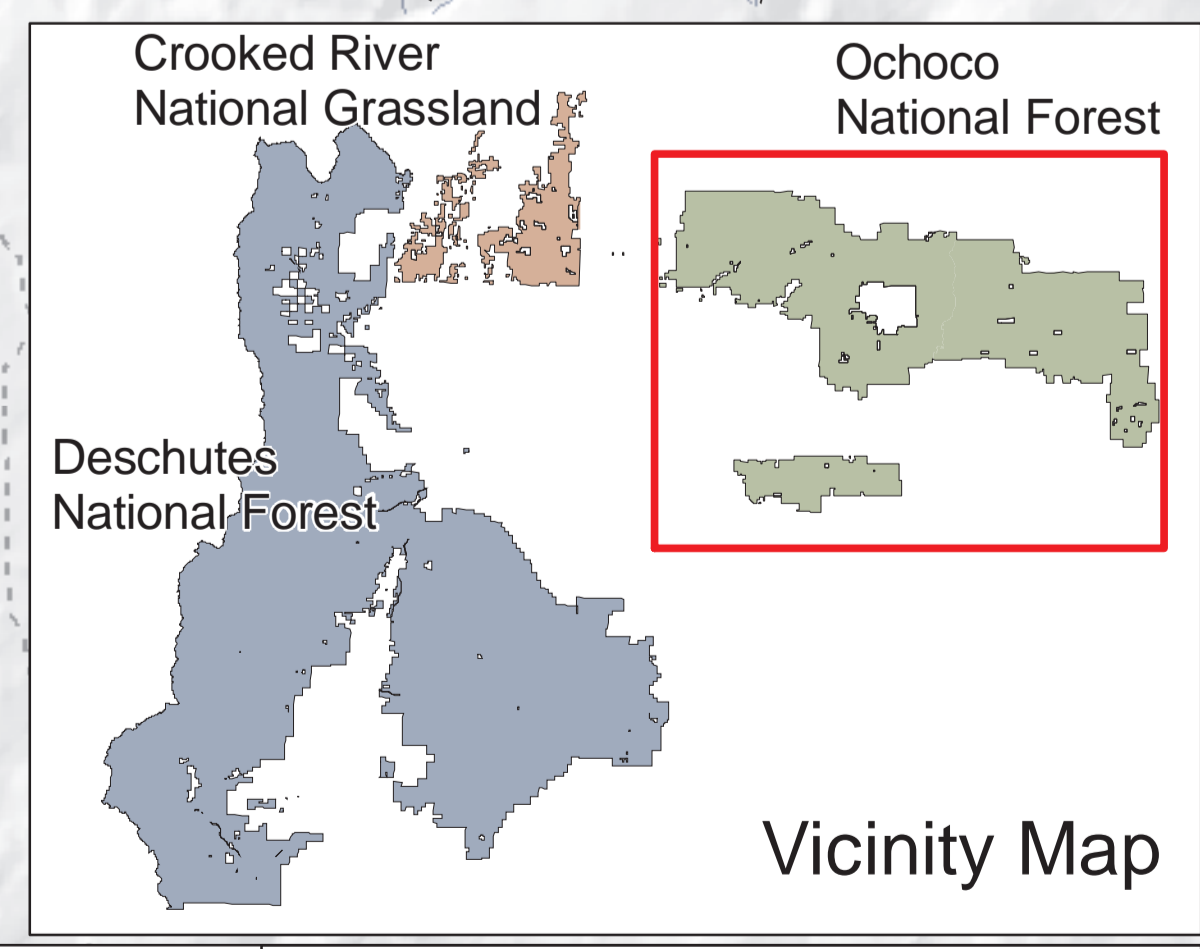 Crooked River
National Grassland
Ochoco
National Forest
Deschutes
National Forest
Vicinity Map